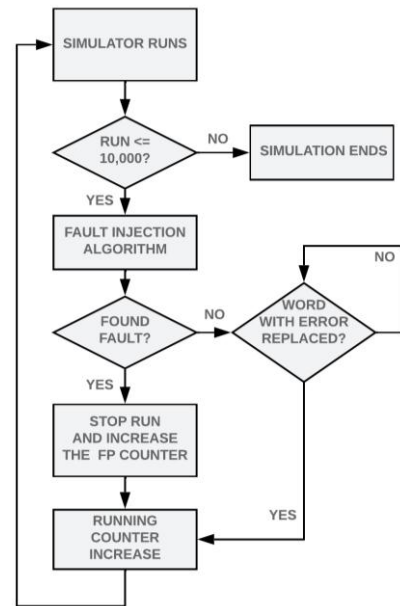 SIMULATOR RUNS
RUN <=
10,000?
NO
SIMULATION ENDS
YES
FAULT INJECTION
ALGORITHM
NO
FOUND
FAULT?
NO
WORD
WITH ERROR
REPLACED?
YES
STOP RUN
AND INCREASE
THE FP COUNTER
YES
RUNNING
COUNTER
INCREASE